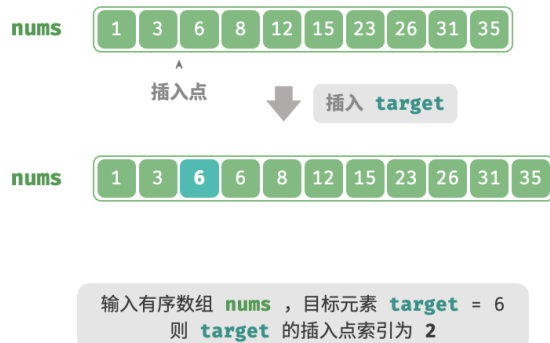 nums 1 3 6 8 12 15 23 26 31 35
插入点
插入 target
nums 1 3 6 6 8 12 15 23 26 31 35
输入有序数组 nums ，目标元素 target = 6
则 target 的插入点索引为 2